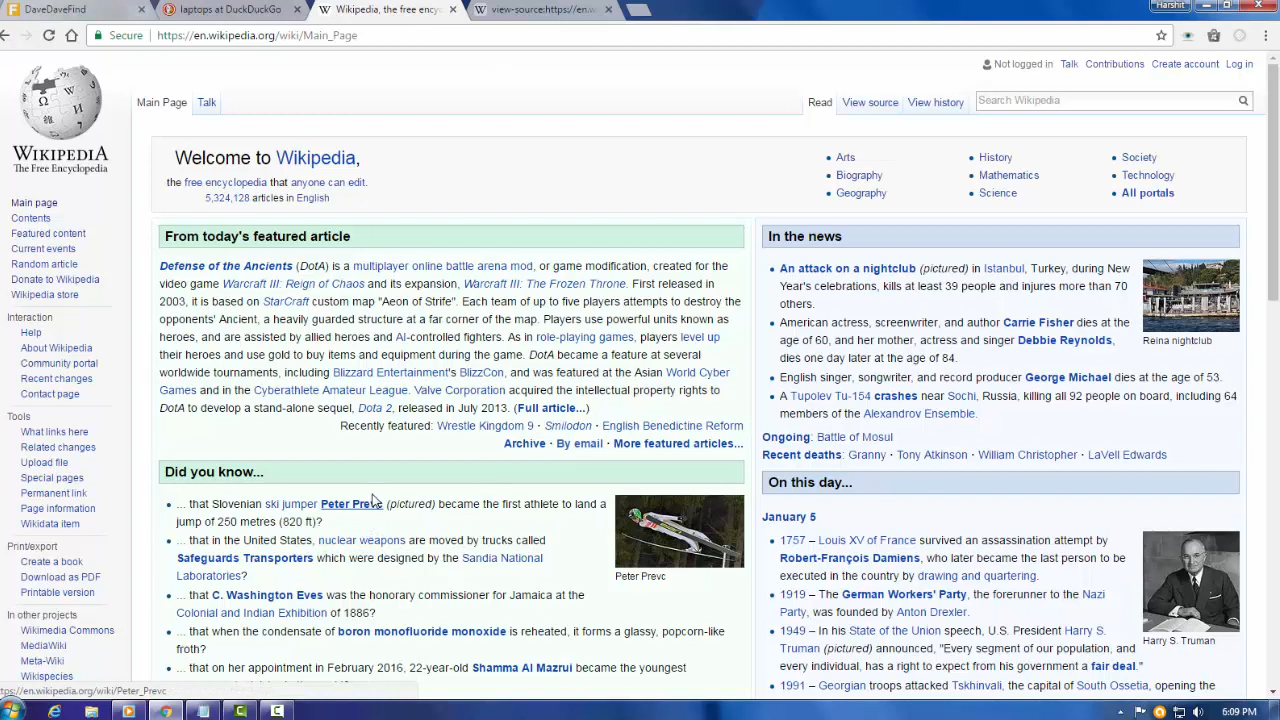 DaveDaveFind
laptops at DuckDuckGo
Wikipedia, the free ency
view-source:https://en.w
Harshit
Secure https://en.wikipedia.org/wiki/Main_Page
Not logged in Talk Contributions Create account Log in
Main Page Talk
Read View source View history
Search Wikipedia
WIKIPEDIA
The Free Encyclopedia
Main page
Contents
Featured content
Current events
Random article
Donate to Wikipedia
Wikipedia store
Interaction
Help
About Wikipedia
Community portal
Recent changes
Contact page
Tools
What links here
Related changes
Upload file
Special pages
Permanent link
Page information
Wikidata item
Print/export
Create a book
Download as PDF
Printable version
In other projects
Wikimedia Commons
MediaWiki
Meta-Wiki
Wikispecies
Welcome to Wikipedia,
the free encyclopedia that anyone can edit.
5,324,128 articles in English
Arts
Biography
Geography
History
Mathematics
Science
Society
Technology
All portals
From today's featured article
Defense of the Ancients (DotA) is a multiplayer online battle arena mod, or game modification, created for the
video game Warcraft III: Reign of Chaos and its expansion, Warcraft III: The Frozen Throne. First released in
2003, it is based on StarCraft custom map "Aeon of Strife". Each team of up to five players attempts to destroy the
opponents' Ancient, a heavily guarded structure at a far corner of the map. Players use powerful units known as
heroes, and are assisted by allied heroes and AI-controlled fighters. As in role-playing games, players level up
their heroes and use gold to buy items and equipment during the game. DotA became a feature at several
worldwide tournaments, including Blizzard Entertainment's BlizzCon, and was featured at the Asian World Cyber
Games and in the Cyberathlete Amateur League. Valve Corporation acquired the intellectual property rights to
DotA to develop a stand-alone sequel, Dota 2, released in July 2013. (Full article...)
Recently featured: Wrestle Kingdom 9 · Smilodon · English Benedictine Reform
Archive · By email · More featured articles...
Did you know...
... that Slovenian ski jumper Peter Prevc (pictured) became the first athlete to land a
jump of 250 metres (820 ft)?
... that in the United States, nuclear weapons are moved by trucks called
Safeguards Transporters which were designed by the Sandia National
Laboratories?
... that C. Washington Eves was the honorary commissioner for Jamaica at the
Colonial and Indian Exhibition of 1886?
... that when the condensate of boron monofluoride monoxide is reheated, it forms a glassy, popcorn-like
froth?
... that on her appointment in February 2016, 22-year-old Shamma Al Mazrui became the youngest
Peter Prevc
In the news
An attack on a nightclub (pictured) in Istanbul, Turkey, during New
Year's celebrations, kills at least 39 people and injures more than 70
others.
American actress, screenwriter, and author Carrie Fisher dies at the
age of 60, and her mother, actress and singer Debbie Reynolds,
dies one day later at the age of 84.
English singer, songwriter, and record producer George Michael dies at the age of 53.
A Tupolev Tu-154 crashes near Sochi, Russia, killing all 92 people on board, including 64
members of the Alexandrov Ensemble.
Reina nightclub
Ongoing: Battle of Mosul
Recent deaths: Granny · Tony Atkinson · William Christopher · LaVell Edwards
On this day...
January 5
1757 – Louis XV of France survived an assassination attempt by
Robert-François Damiens, who later became the last person to be
executed in the country by drawing and quartering.
1919 – The German Workers' Party, the forerunner to the Nazi
Party, was founded by Anton Drexler.
1949 – In his State of the Union speech, U.S. President Harry S.
Truman (pictured) announced, "Every segment of our population, and
every individual, has a right to expect from his government a fair deal."
1991 – Georgian troops attacked Tskhinvali, the capital of South Ossetia, opening the
Harry S. Truman
ttps://en.wikipedia.org/wiki/Peter_Prevc
6:09 PM